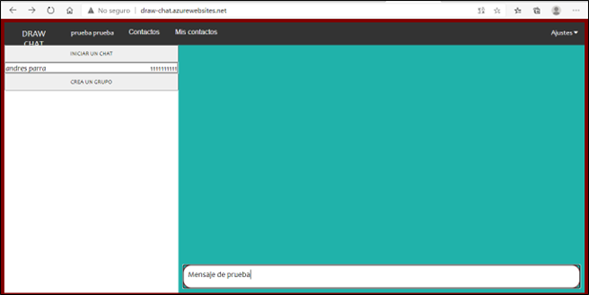 No seguro | draw-chat.azurewebsites.net
DRAW
CHAT
prueba prueba Contactos Mis contactos Ajustes
INICIAR UN CHAT
andres parra 1111111111
CREA UN GRUPO
Mensaje de prueba